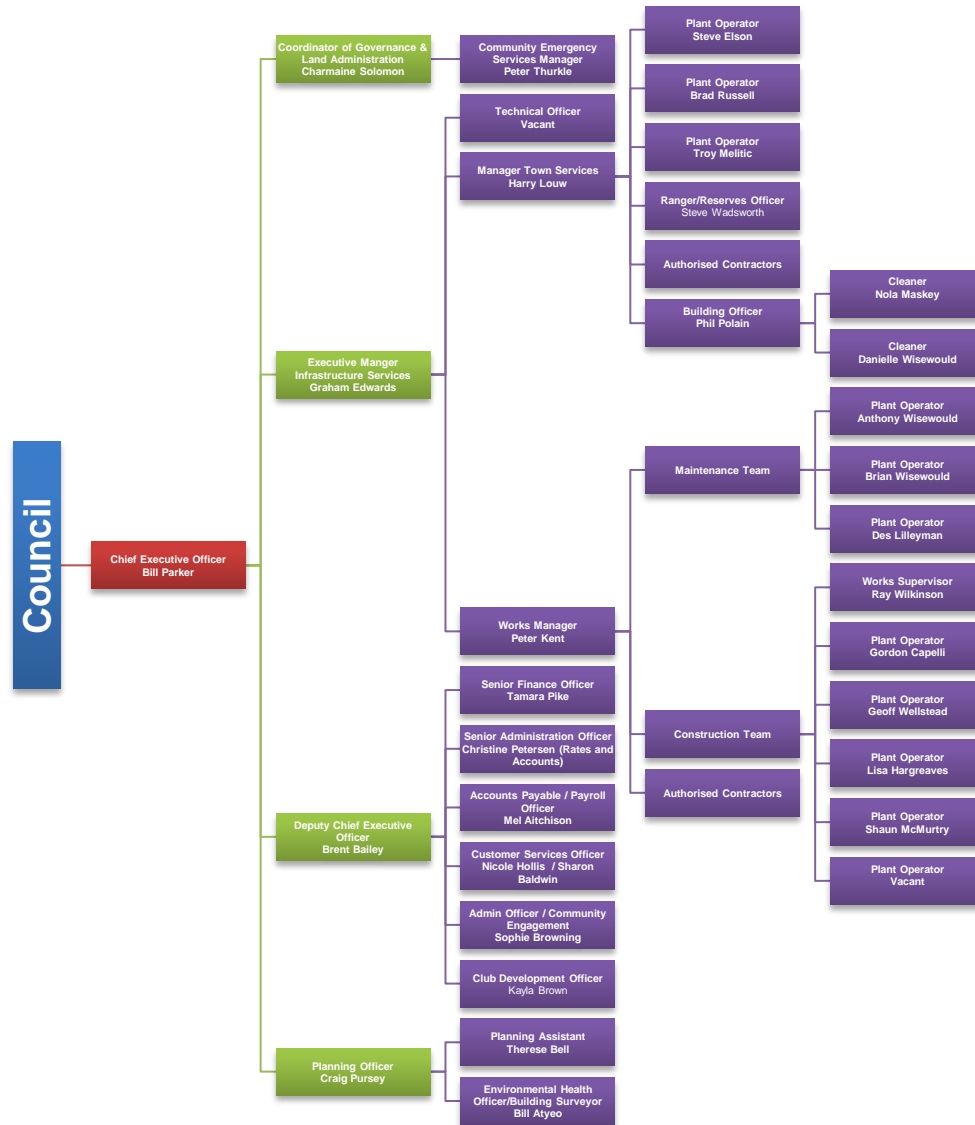 Council
Chief Executive Officer
Bill Parker
Coordinator of Governance &
Land Administration
Charmaine Solomon
Community Emergency
Services Manager
Peter Thurkle
Executive Manger
Infrastructure Services
Graham Edwards
Technical Officer
Vacant
Manager Town Services
Harry Louw
Plant Operator
Steve Elson
Plant Operator
Brad Russell
Plant Operator
Troy Melitic
Ranger/Reserves Officer
Steve Wadsworth
Authorised Contractors
Building Officer
Phil Polain
Cleaner
Nola Maskey
Cleaner
Danielle Wisewould
Works Manager
Peter Kent
Maintenance Team
Plant Operator
Anthony Wisewould
Plant Operator
Brian Wisewould
Plant Operator
Des Lilleyman
Construction Team
Works Supervisor
Ray Wilkinson
Plant Operator
Gordon Capelli
Plant Operator
Geoff Wellstead
Plant Operator
Lisa Hargreaves
Plant Operator
Shaun McMurtry
Plant Operator
Vacant
Authorised Contractors
Deputy Chief Executive
Officer
Brent Bailey
Senior Finance Officer
Tamara Pike
Senior Administration Officer
Christine Petersen (Rates and
Accounts)
Accounts Payable / Payroll
Officer
Mel Aitchison
Customer Services Officer
Nicole Hollis / Sharon
Baldwin
Admin Officer / Community
Engagement
Sophie Browning
Club Development Officer
Kayla Brown
Planning Officer
Craig Pursey
Planning Assistant
Therese Bell
Environmental Health
Officer/Building Surveyor
Bill Atyeo